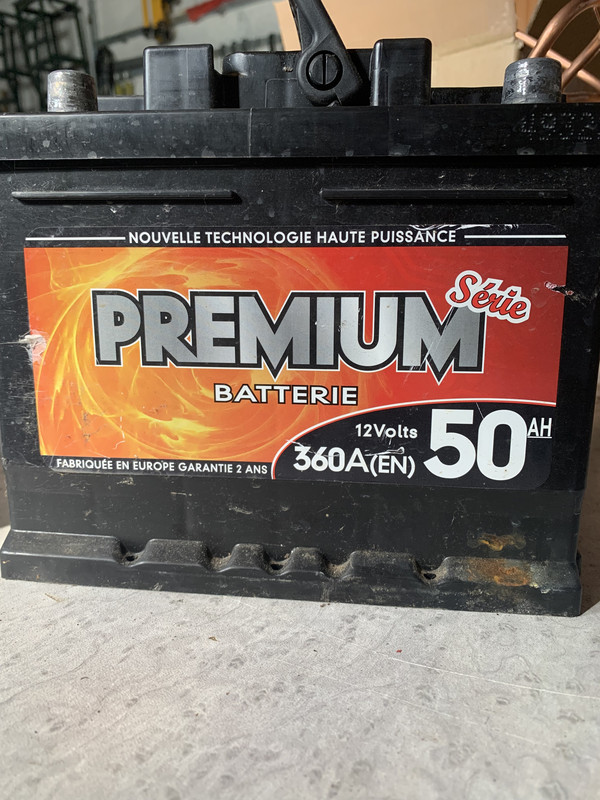 NOUVELLE TECHNOLOGIE HAUTE PUISSANCE
Série
PREMIUM
BATTERIE
12Volts
360A(EN) 50AH
FABRIQUÉE EN EUROPE GARANTIE 2 ANS